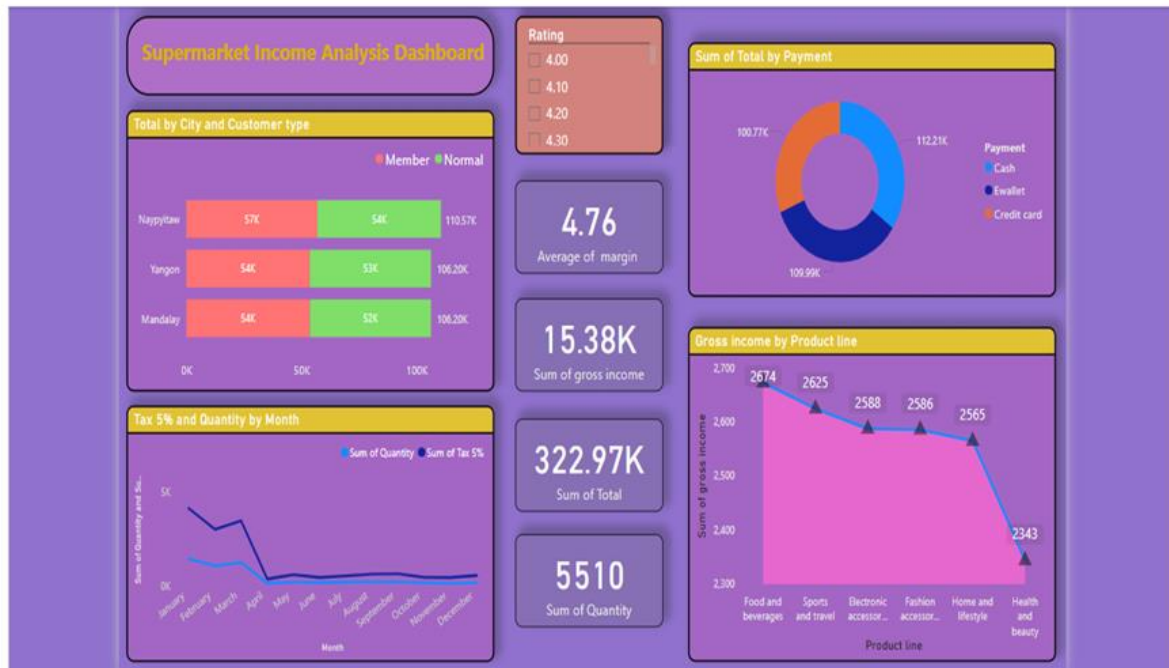 Supermarket Income Analysis Dashboard
Rating
4.00
4.10
4.20
4.30
Total by City and Customer type
Member Normal
Naypyitaw 57K 54K 110.57K
Yangon 54K 53K 106.20K
Mandalay 54K 52K 106.20K
0K 50K 100K
Tax 5% and Quantity by Month
Sum of Quantity Sum of Tax 5%
Sum of Quantity and Su...
5K
0K
January February March April May June July August September October November December
Month
4.76
Average of margin
15.38K
Sum of gross income
322.97K
Sum of Total
5510
Sum of Quantity
Sum of Total by Payment
100.77K
112.21K
109.99K
Payment
Cash
Ewallet
Credit card
Gross income by Product line
Sum of gross income
2,700
2,600
2,500
2,400
2,300
2674 2625 2588 2586 2565 2343
Food and beverages
Sports and travel
Electronic accessor...
Fashion accessor...
Home and lifestyle
Health and beauty
Product line